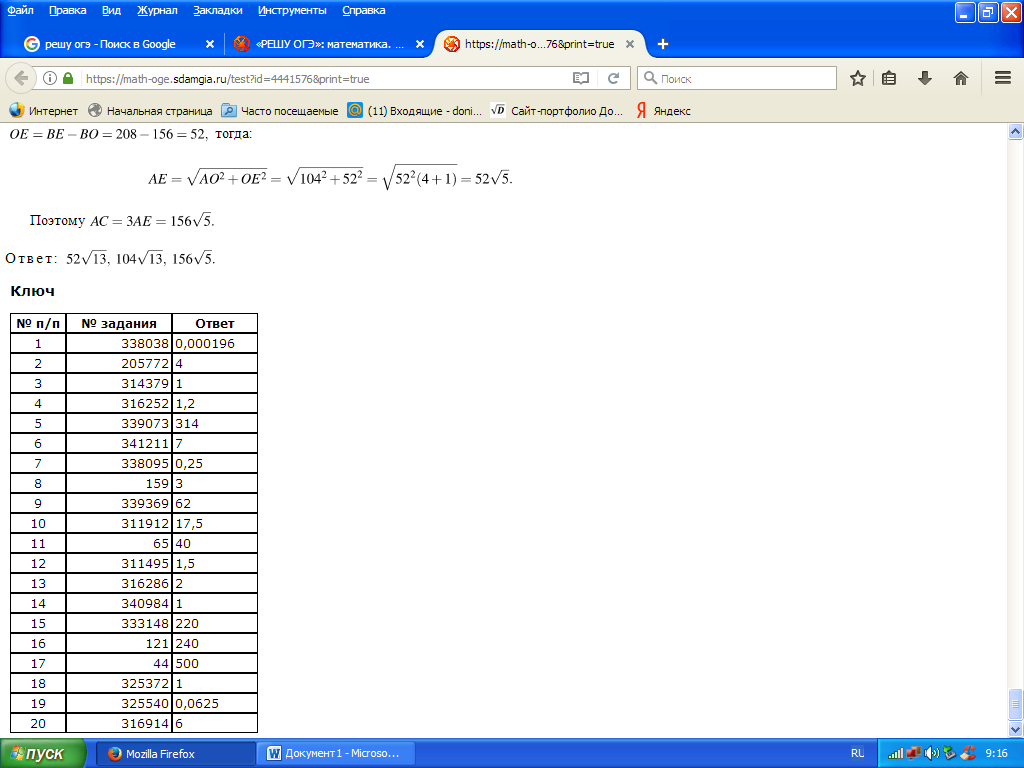 Файл Правка Вид Журнал Закладки Инструменты Справка
решу огэ - Поиск в Google «РЕШУ ОГЭ»: математика. ... https://math-o...76&print=true
https://math-oge.sdamgia.ru/test?id=4441576&print=true Поиск
Интернет Начальная страница Часто посещаемые (11) Входящие - doni... √D Сайт-портфолио До... Я Яндекс
OE = BE − BO = 208 − 156 = 52, тогда:
AE = √(AO² + OE²) = √(104² + 52²) = √(52²(4+1)) = 52√5.
Поэтому AC = 3AE = 156√5.
Ответ: 52√13, 104√13, 156√5.
Ключ
№ п/п № задания Ответ
1 338038 0,000196
2 205772 4
3 314379 1
4 316252 1,2
5 339073 314
6 341211 7
7 338095 0,25
8 159 3
9 339369 62
10 311912 17,5
11 65 40
12 311495 1,5
13 316286 2
14 340984 1
15 333148 220
16 121 240
17 44 500
18 325372 1
19 325540 0,0625
20 316914 6
пуск Mozilla Firefox Документ1 - Microso... RU 9:16